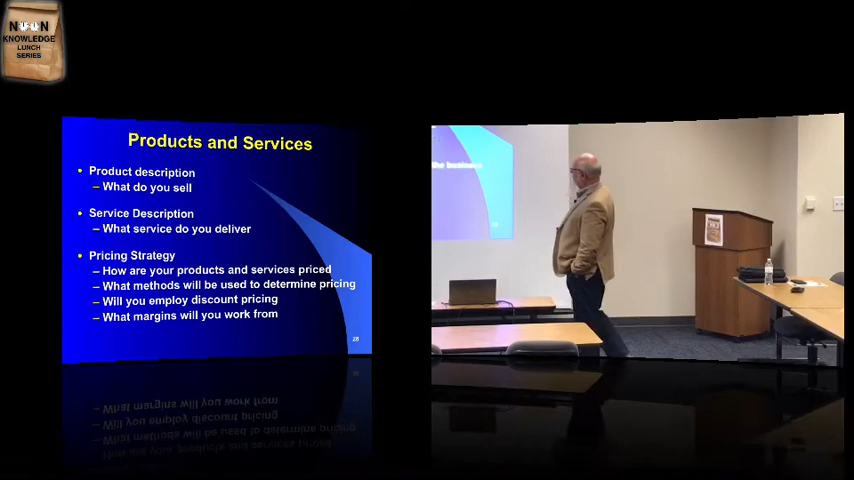 NOON
KNOWLEDGE
LUNCH
SERIES
Products and Services
• Product description
– What do you sell
• Service Description
– What service do you deliver
• Pricing Strategy
– How are your products and services priced
– What methods will be used to determine pricing
– Will you employ discount pricing
– What margins will you work from
28
the business